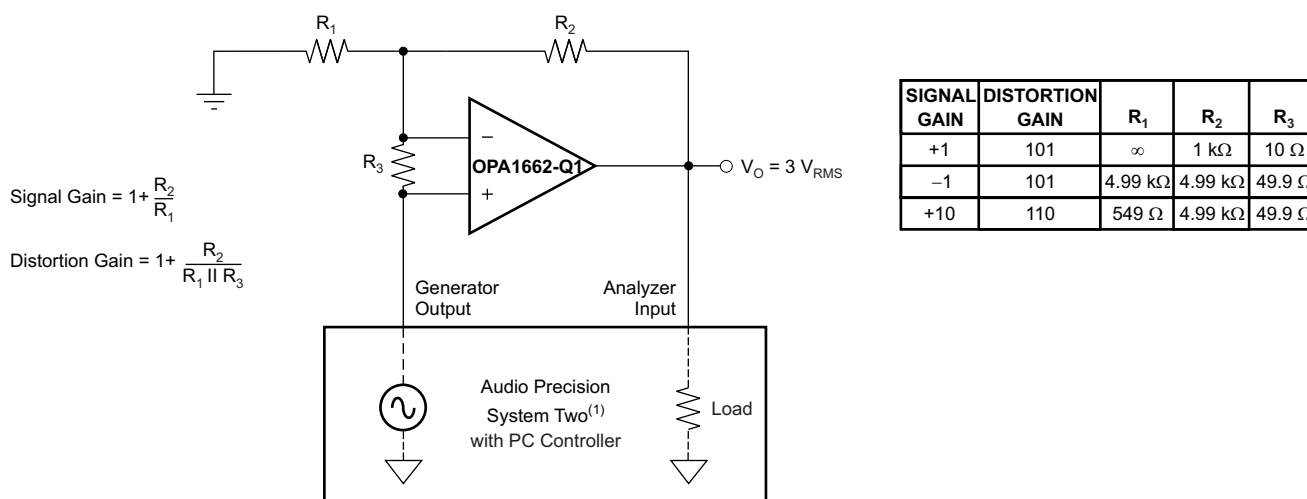 R1
R2
R3
−
+
OPA1662-Q1
VO = 3 VRMS
Signal Gain = 1+ R2
R1
Distortion Gain = 1+ R2
R1 II R3
Generator
Output
Analyzer
Input
Audio Precision
System Two(1)
with PC Controller
Load
SIGNAL GAIN DISTORTION GAIN R1 R2 R3
+1 101 ∞ 1 kΩ 10 Ω
−1 101 4.99 kΩ 4.99 kΩ 49.9 Ω
+10 110 549 Ω 4.99 kΩ 49.9 Ω